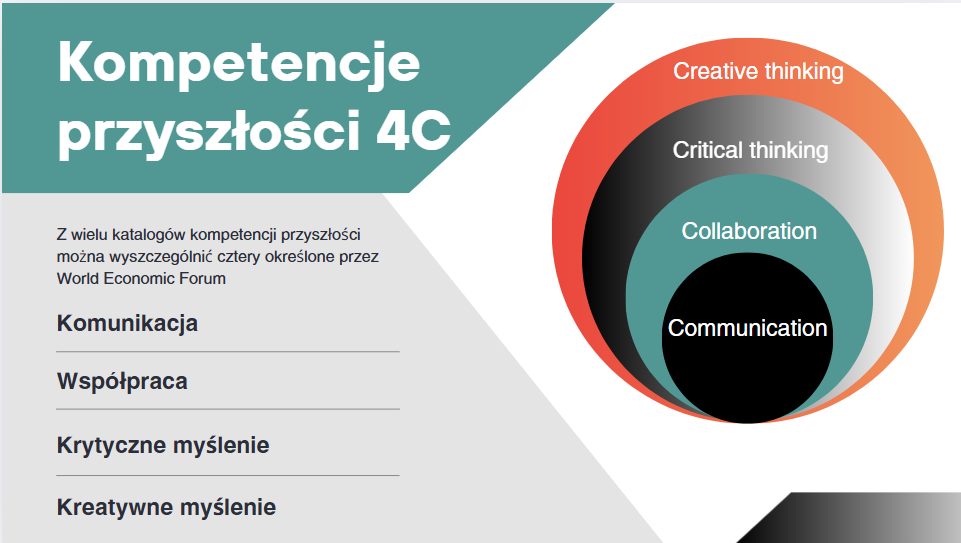 Kompetencje
przyszłości 4C
Z wielu katalogów kompetencji przyszłości
można wyszczególnić cztery określone przez
World Economic Forum
Komunikacja
Współpraca
Krytyczne myślenie
Kreatywne myślenie
Creative thinking
Critical thinking
Collaboration
Communication